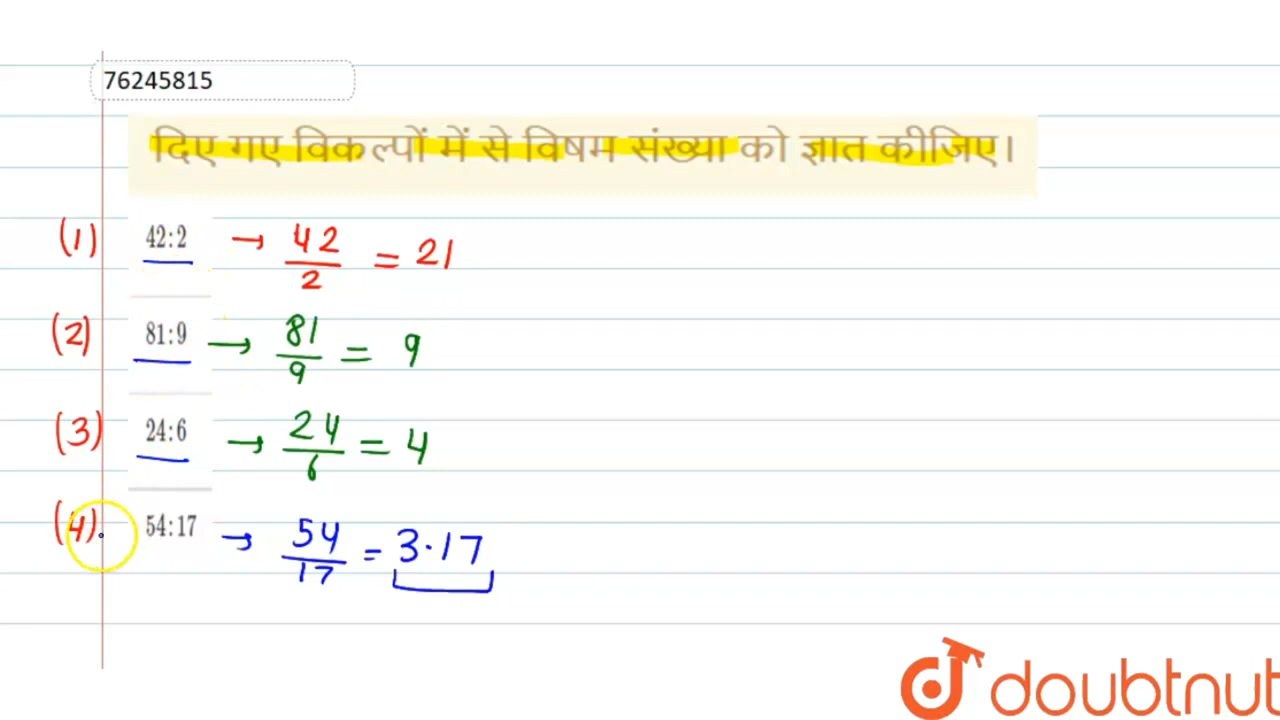 76245815
दिए गए विकल्पों में से विषम संख्या को ज्ञात कीजिए।
(1) 42:2 → 42/2 = 21
(2) 81:9 → 81/9 = 9
(3) 24:6 → 24/6 = 4
(4) 54:17 → 54/17 = 3.17
doubtnut